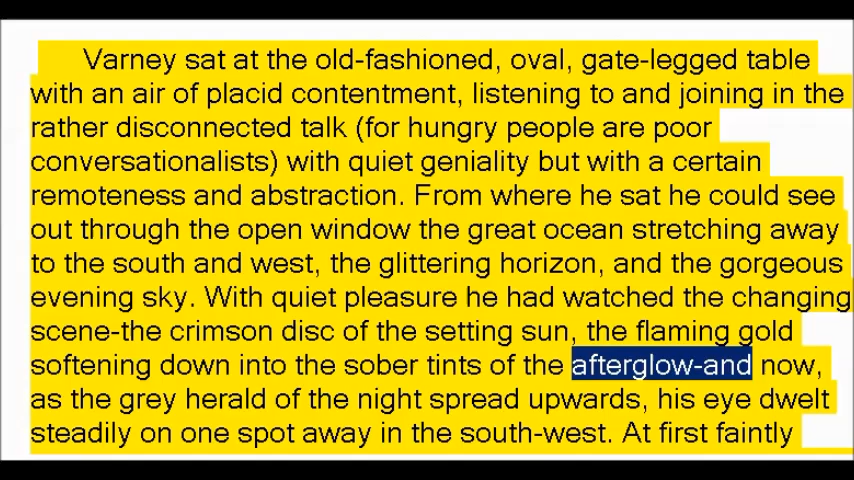 Varney sat at the old-fashioned, oval, gate-legged table
with an air of placid contentment, listening to and joining in the
rather disconnected talk (for hungry people are poor
conversationalists) with quiet geniality but with a certain
remoteness and abstraction. From where he sat he could see
out through the open window the great ocean stretching away
to the south and west, the glittering horizon, and the gorgeous
evening sky. With quiet pleasure he had watched the changing
scene-the crimson disc of the setting sun, the flaming gold
softening down into the sober tints of the afterglow-and now,
as the grey herald of the night spread upwards, his eye dwelt
steadily on one spot away in the south-west. At first faintly